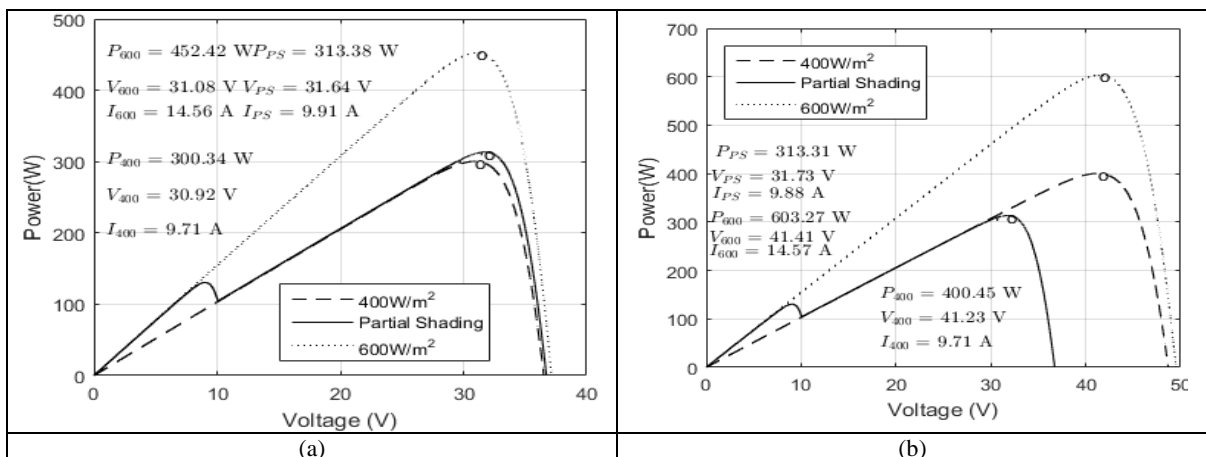 500
400
300
200
100
0
Power(W)
P600 = 452.42 WPPS = 313.38 W
V600 = 31.08 V VPS = 31.64 V
I600 = 14.56 A IPS = 9.91 A
P400 = 300.34 W
V400 = 30.92 V
I400 = 9.71 A
400W/m²
Partial Shading
600W/m²
0 10 20 30 40
Voltage (V)
(a)
700
600
500
400
300
200
100
0
Power(W)
400W/m²
Partial Shading
600W/m²
PPS = 313.31 W
VPS = 31.73 V
IPS = 9.88 A
P600 = 603.27 W
V600 = 41.41 V
I600 = 14.57 A
P400 = 400.45 W
V400 = 41.23 V
I400 = 9.71 A
0 10 20 30 40 50
Voltage (V)
(b)